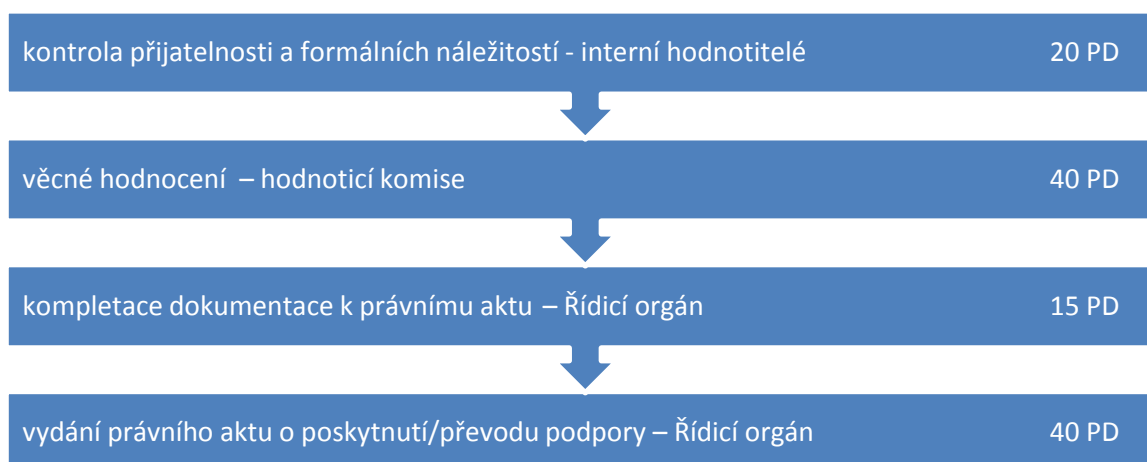 kontrola přijatelnosti a formálních náležitostí - interní hodnotitelé 20 PD
věcné hodnocení – hodnoticí komise 40 PD
kompletace dokumentace k právnímu aktu – Řídicí orgán 15 PD
vydání právního aktu o poskytnutí/převodu podpory – Řídicí orgán 40 PD